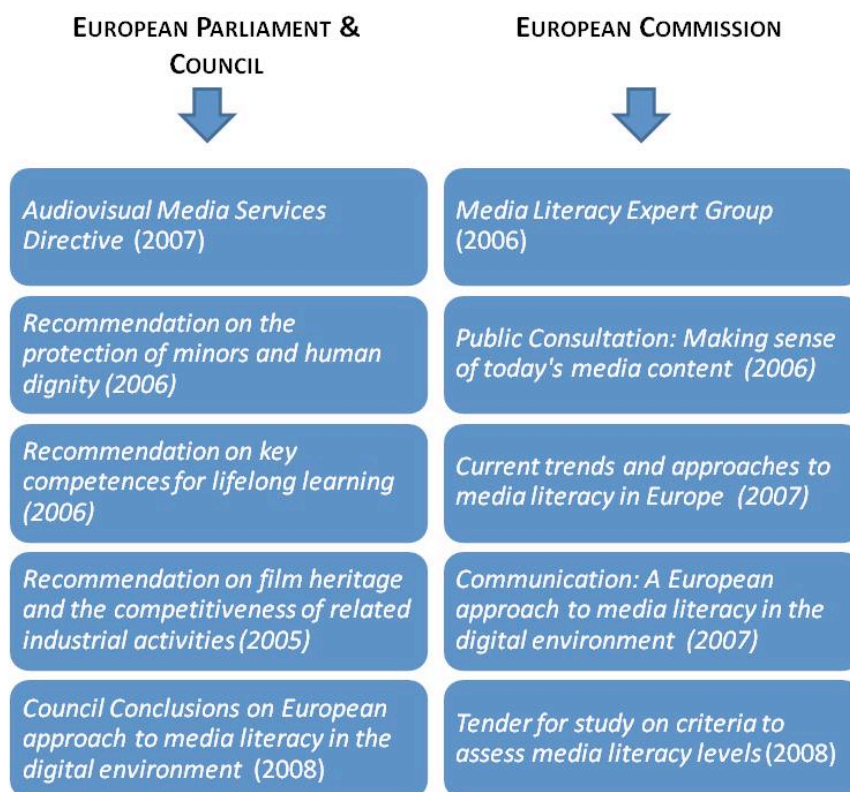 EUROPEAN PARLIAMENT &
COUNCIL
EUROPEAN COMMISSION
Audiovisual Media Services
Directive (2007)
Recommendation on the
protection of minors and human
dignity (2006)
Recommendation on key
competences for lifelong learning
(2006)
Recommendation on film heritage
and the competitiveness of related
industrial activities (2005)
Council Conclusions on European
approach to media literacy in the
digital environment (2008)
Media Literacy Expert Group
(2006)
Public Consultation: Making sense
of today's media content (2006)
Current trends and approaches to
media literacy in Europe (2007)
Communication: A European
approach to media literacy in the
digital environment (2007)
Tender for study on criteria to
assess media literacy levels (2008)